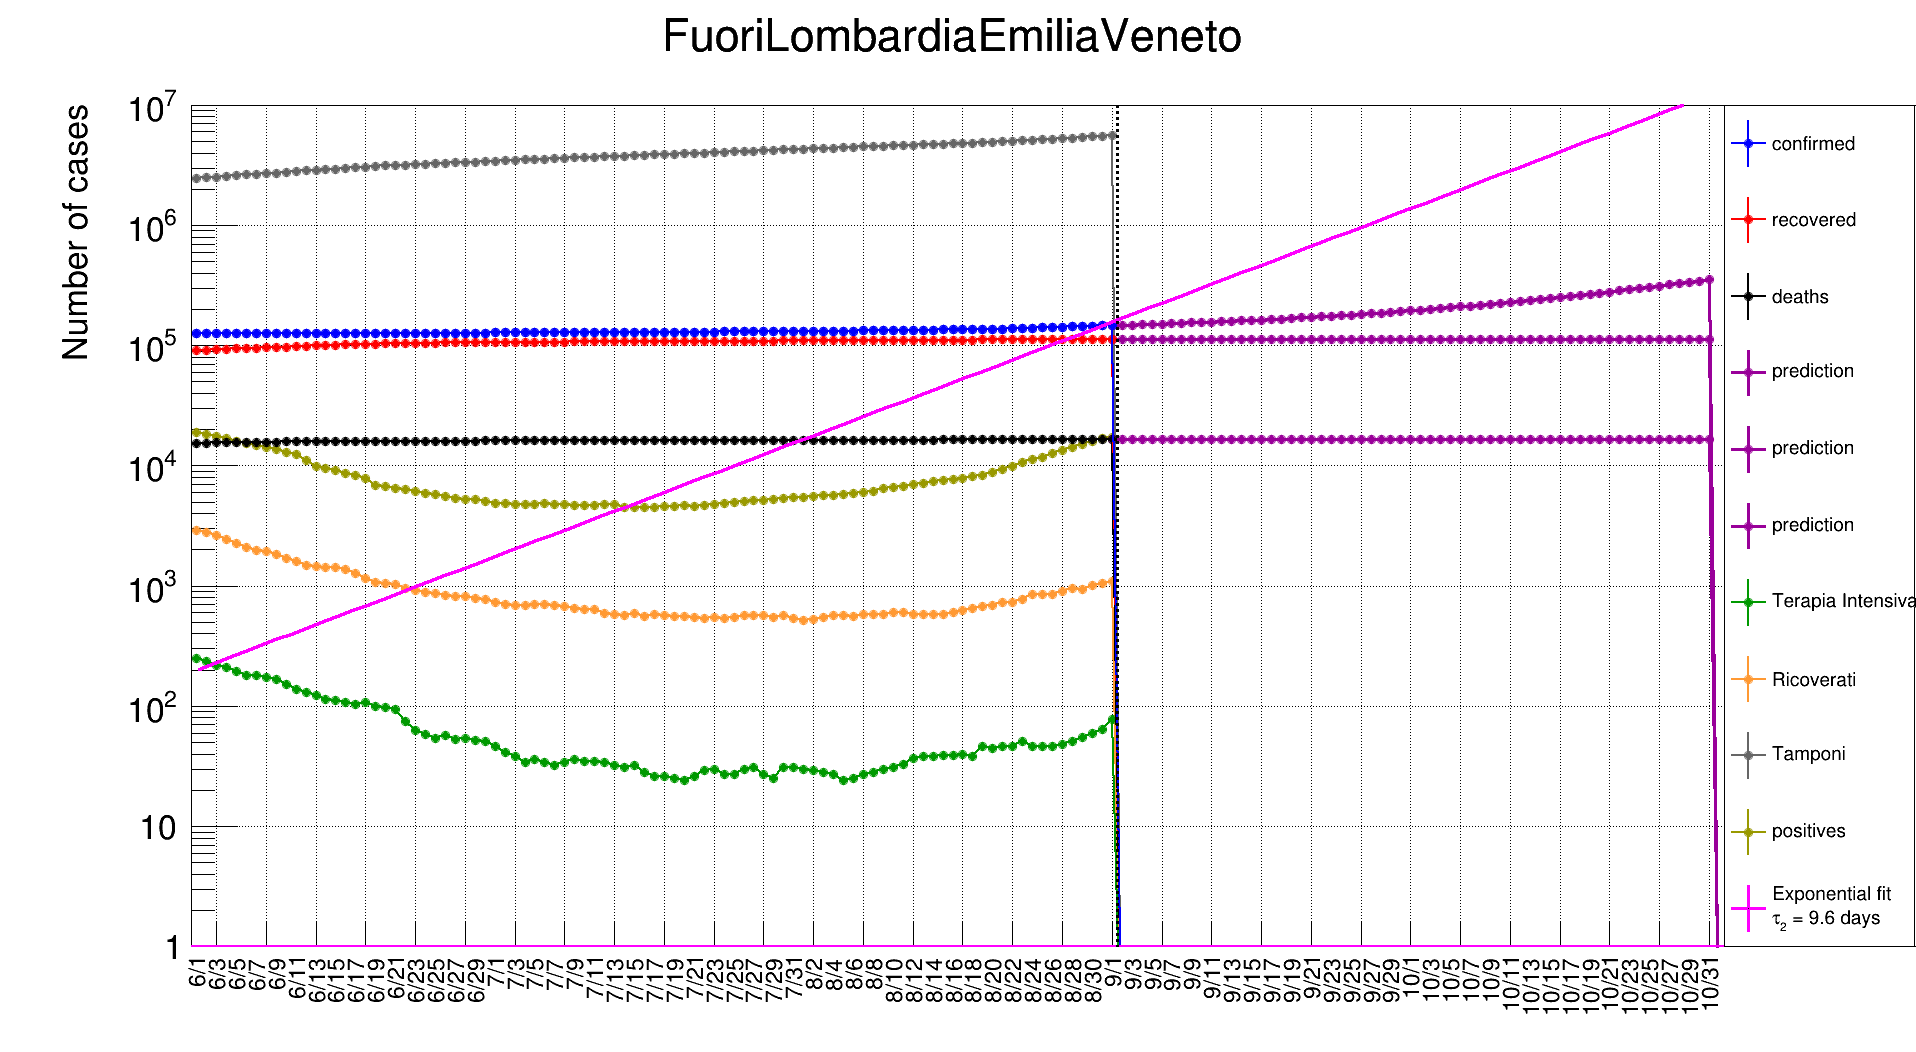 FuoriLombardiaEmiliaVeneto
Number of cases
10^7
10^6
10^5
10^4
10^3
10^2
10
1
6/1 6/3 6/5 6/7 6/9 6/11 6/13 6/15 6/17 6/19 6/21 6/23 6/25 6/27 6/29 7/1 7/3 7/5 7/7 7/9 7/11 7/13 7/15 7/17 7/19 7/21 7/23 7/25 7/27 7/29 7/31 8/2 8/4 8/6 8/8 8/10 8/12 8/14 8/16 8/18 8/20 8/22 8/24 8/26 8/28 8/30 9/1 9/3 9/5 9/7 9/9 9/11 9/13 9/15 9/17 9/19 9/21 9/23 9/25 9/27 9/29 10/1 10/3 10/5 10/7 10/9 10/11 10/13 10/15 10/17 10/19 10/21 10/23 10/25 10/27 10/29 10/31
confirmed
recovered
deaths
prediction
prediction
prediction
Terapia Intensiva
Ricoverati
Tamponi
positives
Exponential fit
τ₂ = 9.6 days